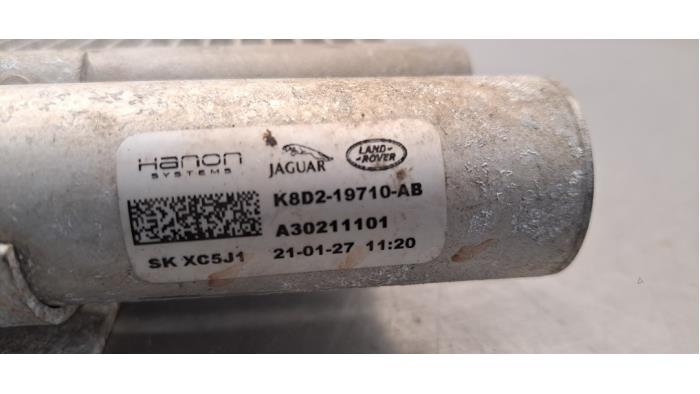 Hanon
SYSTEMS
JAGUAR
LAND-
ROVER
K8D2-19710-AB
A30211101
SK XC5J1
21-01-27 11:20